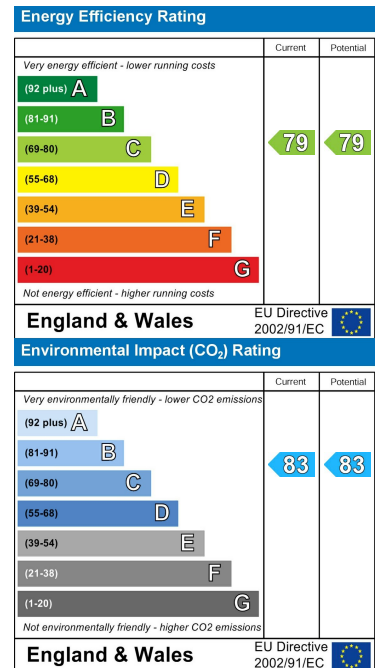 Energy Efficiency Rating
Current Potential
Very energy efficient - lower running costs
(92 plus) A
(81-91) B
(69-80) C
79 79
(55-68) D
(39-54) E
(21-38) F
(1-20) G
Not energy efficient - higher running costs
England & Wales
EU Directive
2002/91/EC
Environmental Impact (CO₂) Rating
Current Potential
Very environmentally friendly - lower CO2 emissions
(92 plus) A
(81-91) B
83 83
(69-80) C
(55-68) D
(39-54) E
(21-38) F
(1-20) G
Not environmentally friendly - higher CO2 emissions
England & Wales
EU Directive
2002/91/EC